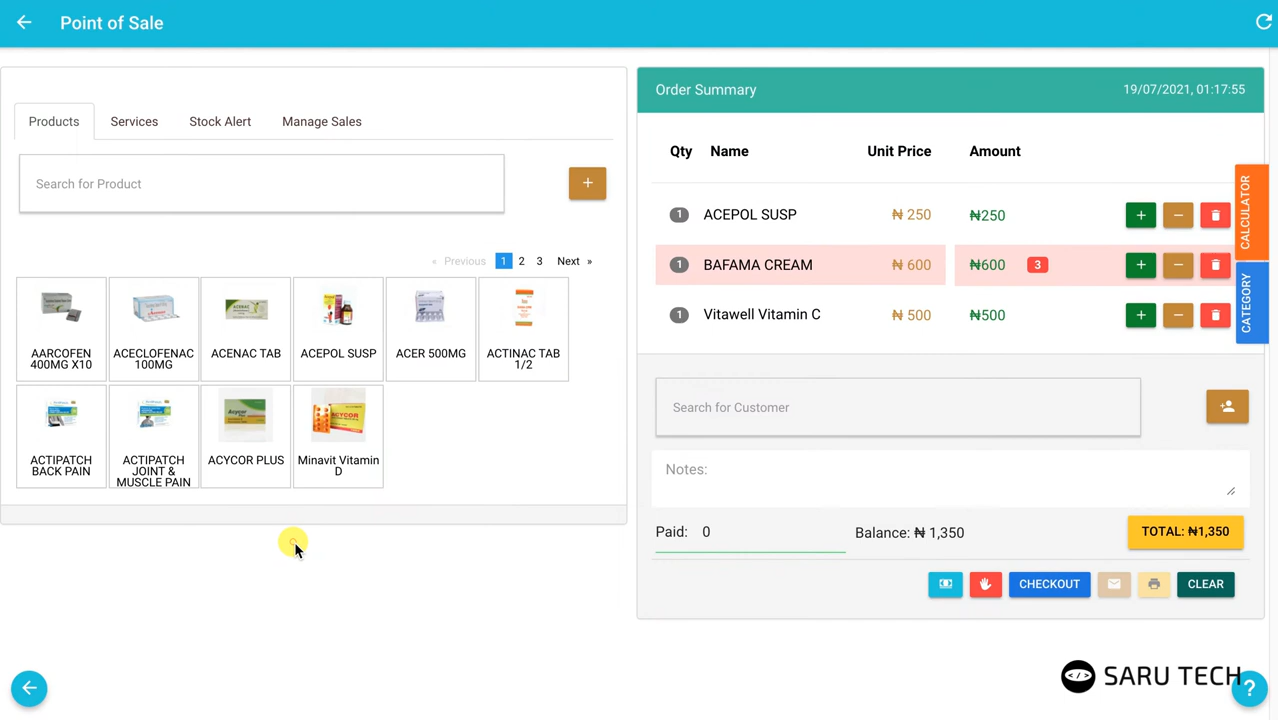 Point of Sale
Products Services Stock Alert Manage Sales
Search for Product
+
« Previous 1 2 3 Next »
AARCOFEN
400MG X10
ACECLOFENAC
100MG
ACENAC TAB
ACEPOL SUSP
ACER 500MG
ACTINAC TAB
1/2
ACTIPATCH
BACK PAIN
ACTIPATCH
JOINT &
MUSCLE PAIN
ACYCOR PLUS
Minavit Vitamin
D
Order Summary 19/07/2021, 01:17:55
Qty Name Unit Price Amount
1 ACEPOL SUSP ₦ 250 ₦250 + −
1 BAFAMA CREAM ₦ 600 ₦600 3 + −
1 Vitawell Vitamin C ₦ 500 ₦500 + −
CALCULATOR
CATEGORY
Search for Customer
Notes:
Paid: 0 Balance: ₦ 1,350 TOTAL: ₦1,350
CHECKOUT CLEAR
</> SARU TECH
?